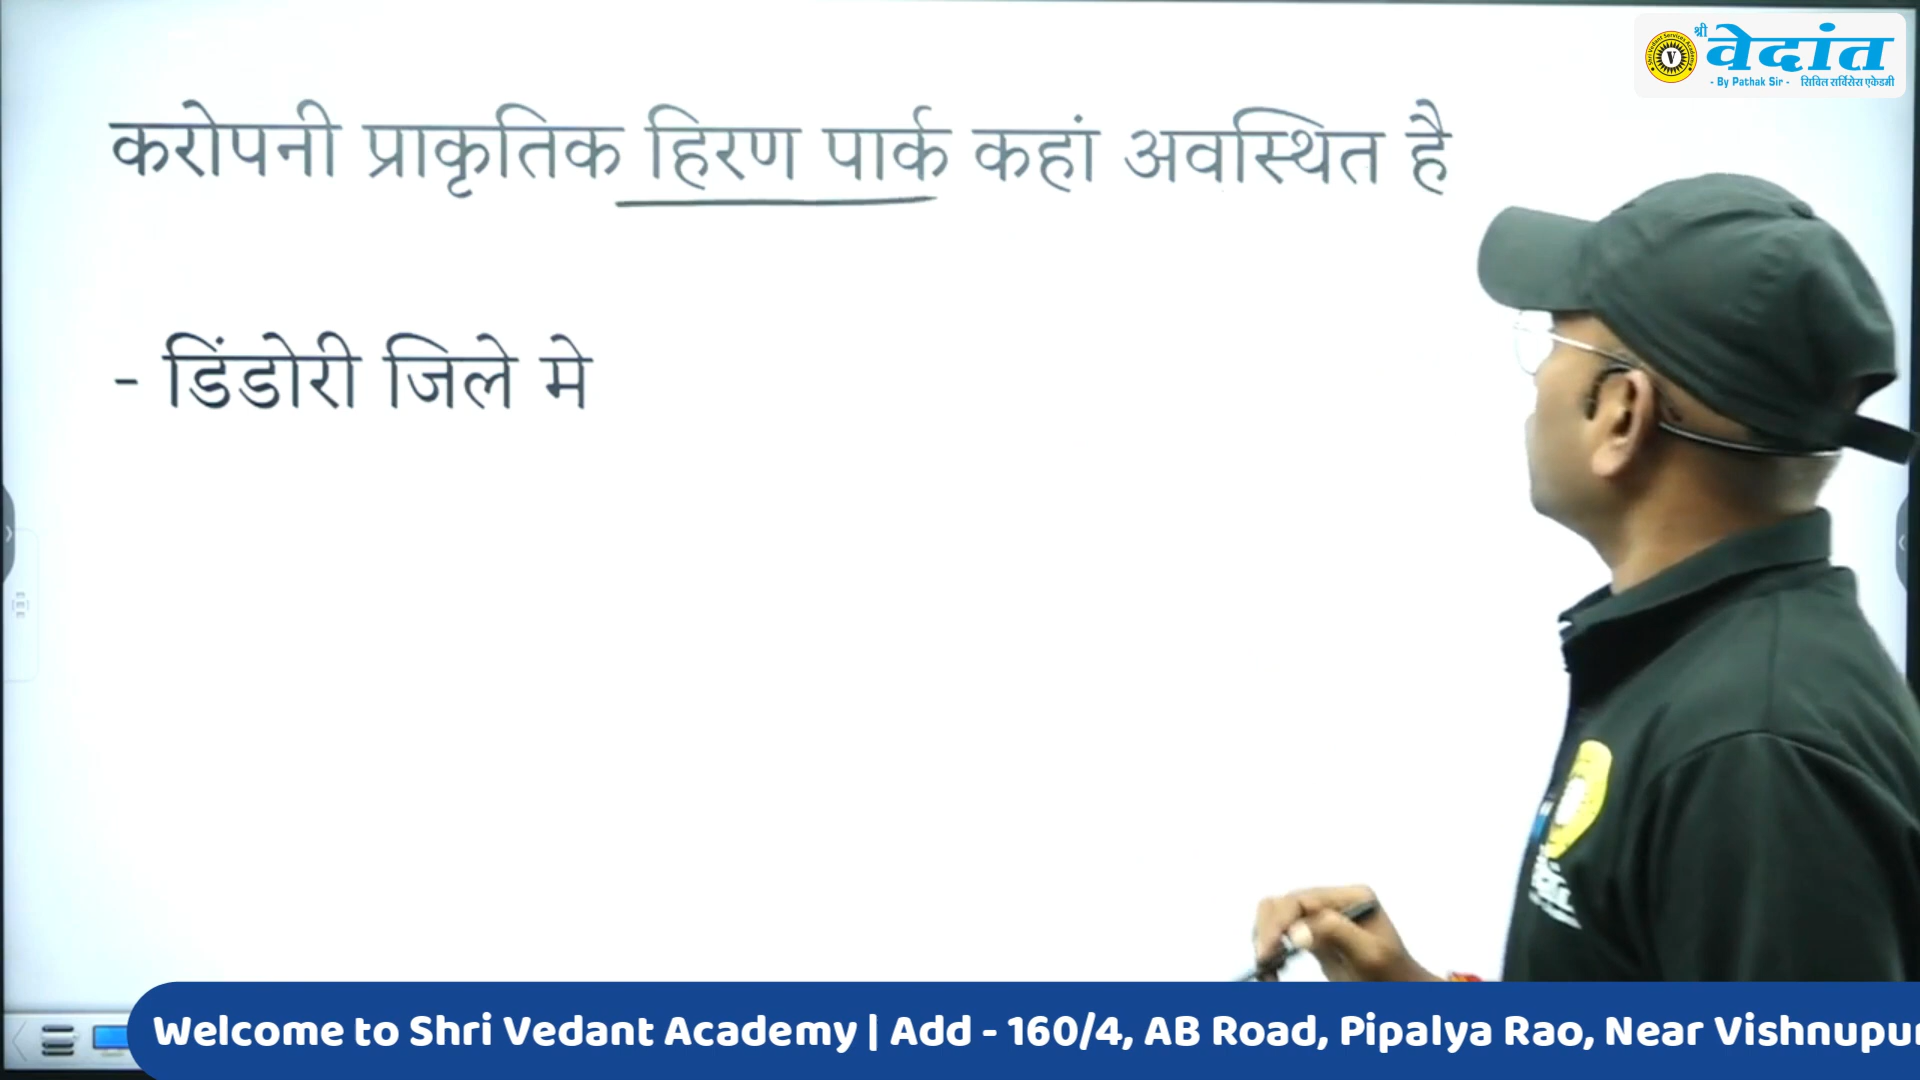 श्री वेदांत
- By Pathak Sir - सिविल सर्विसेस एकेडमी
करोपनी प्राकृतिक हिरण पार्क कहां अवस्थित है
- डिंडोरी जिले मे
Welcome to Shri Vedant Academy | Add - 160/4, AB Road, Pipalya Rao, Near Vishnupu